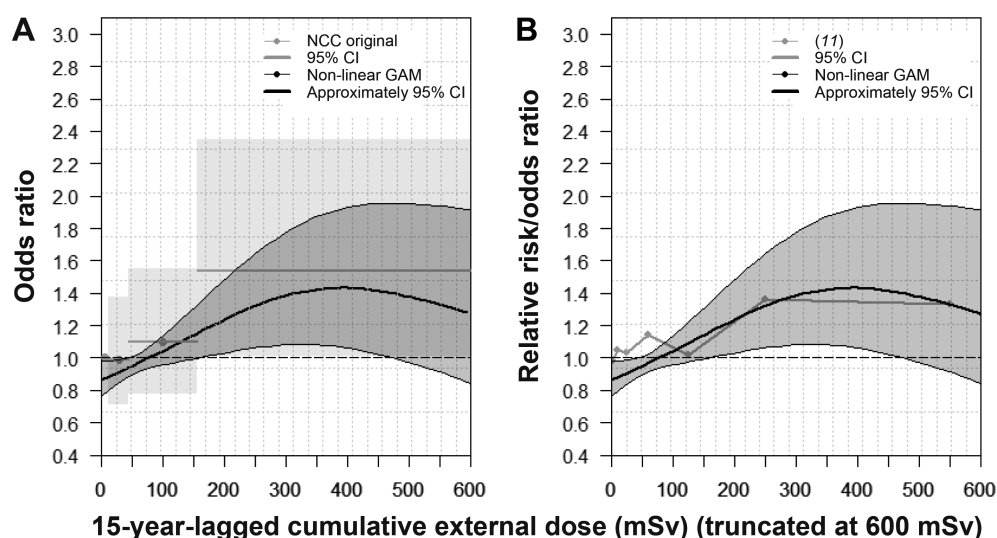 A
B
NCC original
95% CI
Non-linear GAM
Approximately 95% CI
(11)
95% CI
Non-linear GAM
Approximately 95% CI
Odds ratio
3.0
2.8
2.6
2.4
2.2
2.0
1.8
1.6
1.4
1.2
1.0
0.8
0.6
0.4
0 100 200 300 400 500 600
Relative risk/odds ratio
3.0
2.8
2.6
2.4
2.2
2.0
1.8
1.6
1.4
1.2
1.0
0.8
0.6
0.4
0 100 200 300 400 500 600
15-year-lagged cumulative external dose (mSv) (truncated at 600 mSv)